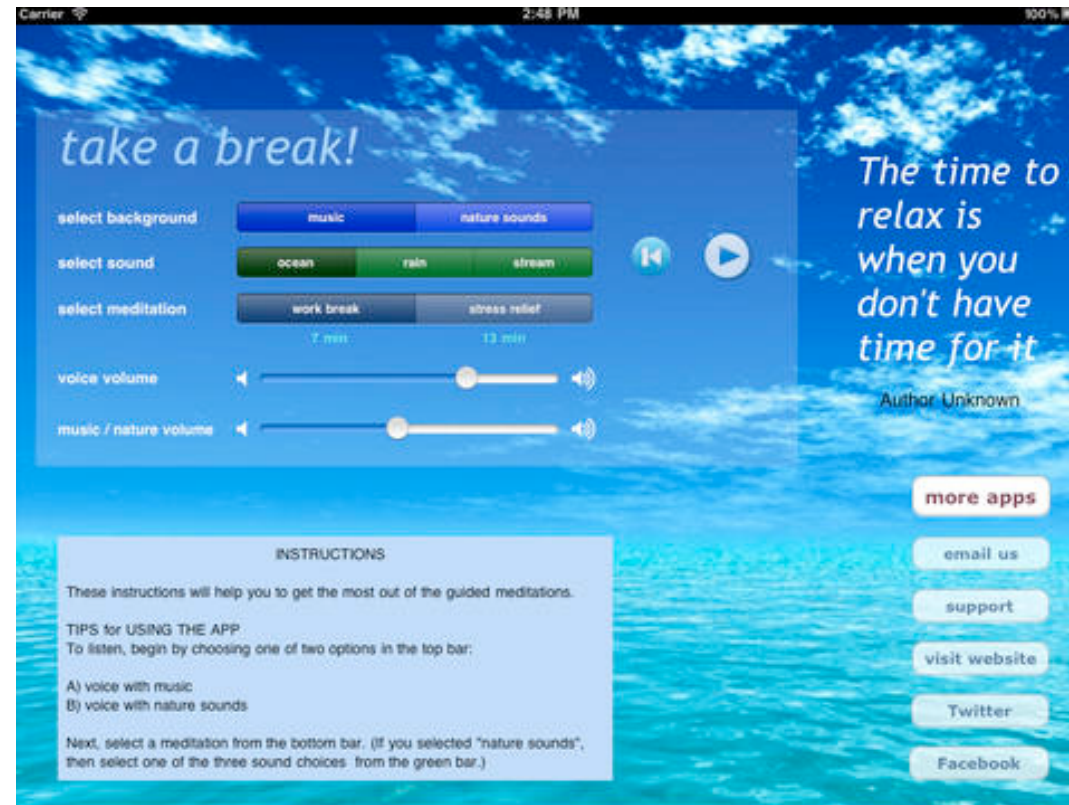 Carrier 2:48 PM 100%
take a break!
select background music nature sounds
select sound ocean rain stream
select meditation work break stress relief
7 min 13 min
voice volume
music / nature volume
The time to
relax is
when you
don't have
time for it
Author Unknown
more apps
email us
support
visit website
Twitter
Facebook
INSTRUCTIONS
These instructions will help you to get the most out of the guided meditations.
TIPS for USING THE APP
To listen, begin by choosing one of two options in the top bar:
A) voice with music
B) voice with nature sounds
Next, select a meditation from the bottom bar. (If you selected "nature sounds",
then select one of the three sound choices from the green bar.)